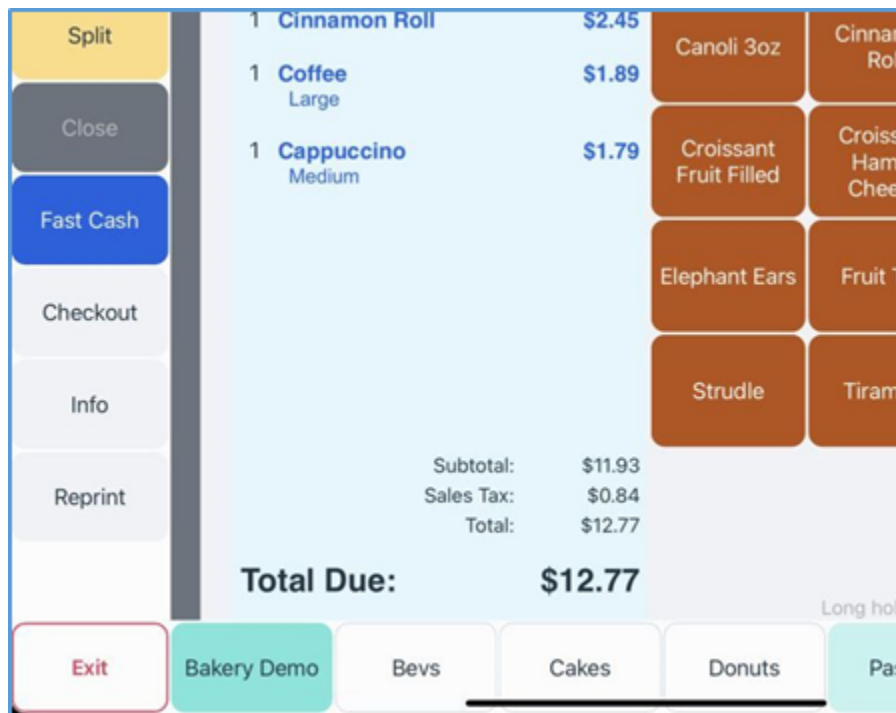 Split
Close
Fast Cash
Checkout
Info
Reprint
1 Cinnamon Roll $2.45
1 Coffee $1.89
Large
1 Cappuccino $1.79
Medium
Subtotal: $11.93
Sales Tax: $0.84
Total: $12.77
Total Due: $12.77
Canoli 3oz
Croissant
Fruit Filled
Elephant Ears
Fruit
Strudle
Long
Exit
Bakery Demo
Bevs
Cakes
Donuts